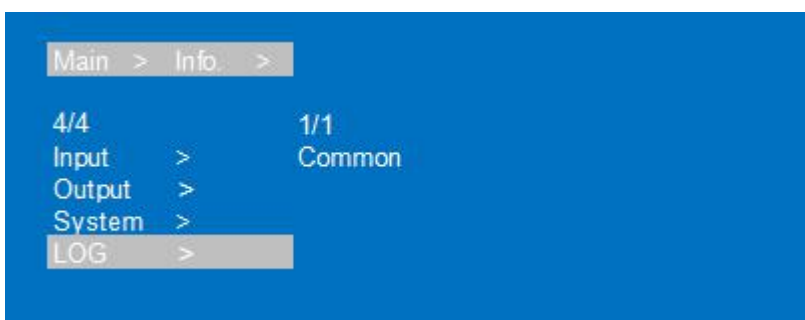 Main > Info. >
4/4 1/1
Input > Common
Output >
System >
LOG >